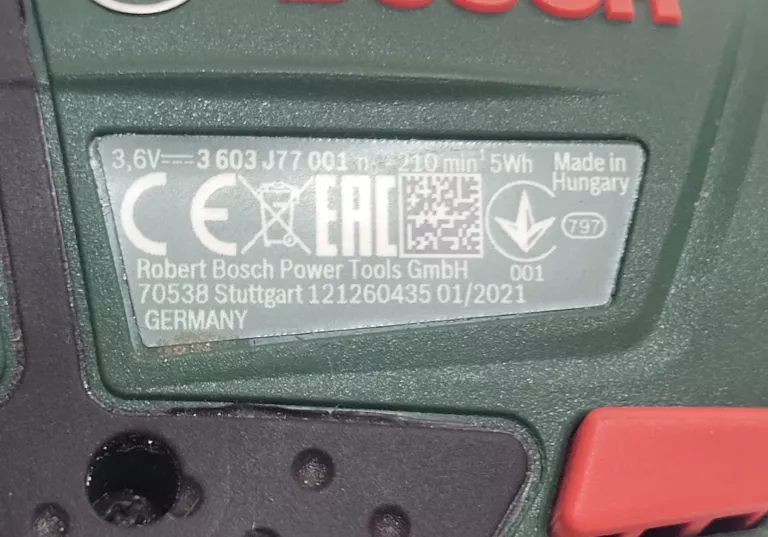 BOSCH
3,6V⎓ 3 603 J77 001 n₀=210 min⁻¹ 5Wh Made in Hungary
CE EAC 797
001
Robert Bosch Power Tools GmbH
70538 Stuttgart 121260435 01/2021
GERMANY